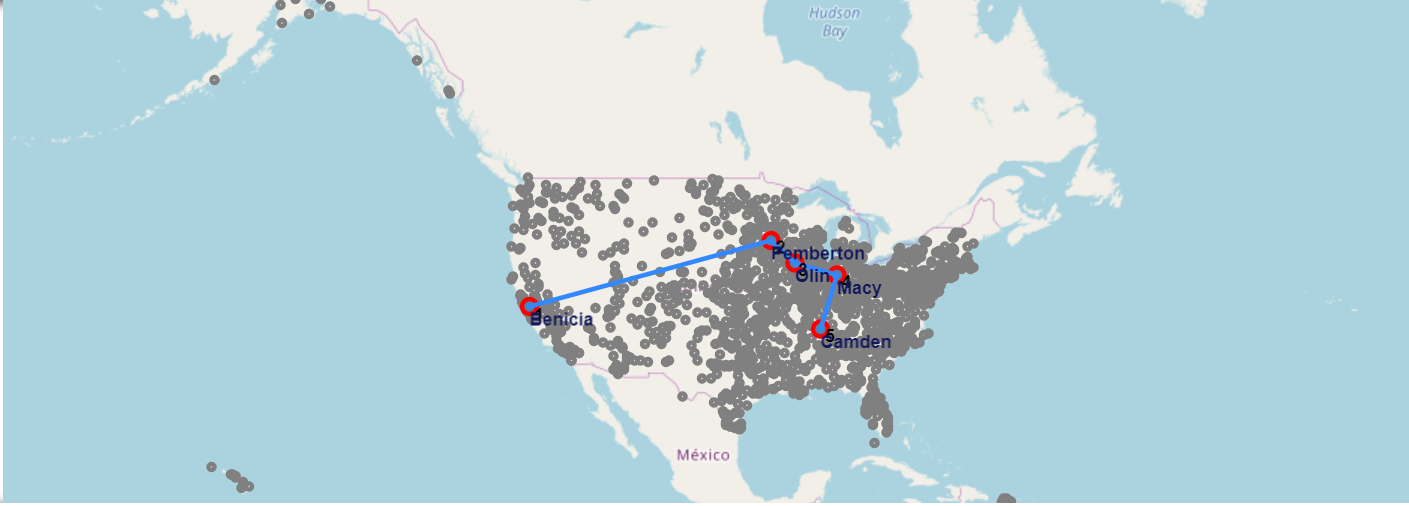 Hudson
Bay
2
Pemberton
3
Olin
4
Macy
1
Benicia
5
Camden
México